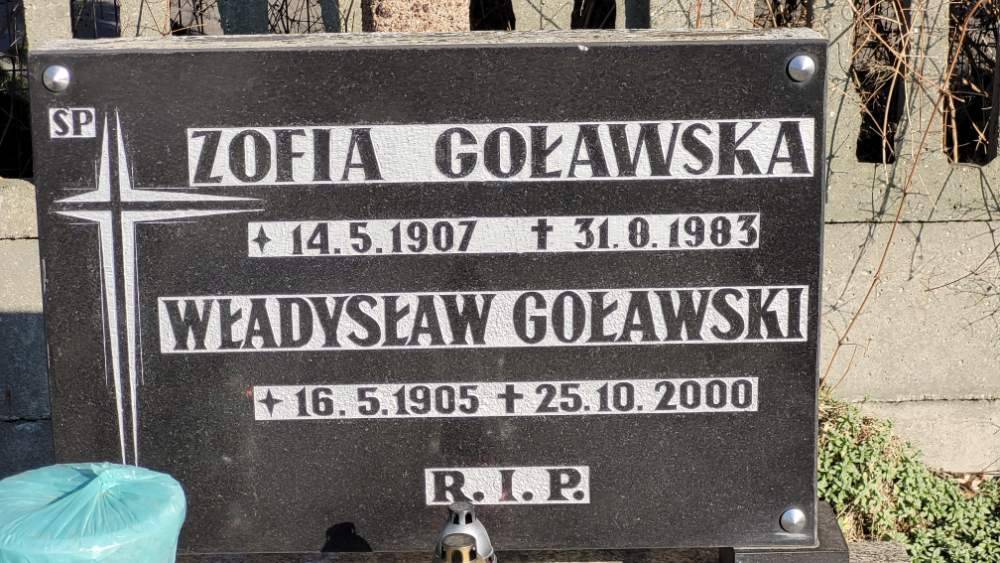 SP
ZOFIA GOŁAWSKA
14.5.1907 † 31.8.1983
WŁADYSŁAW GOŁAWSKI
16.5.1905 † 25.10.2000
R.I.P.